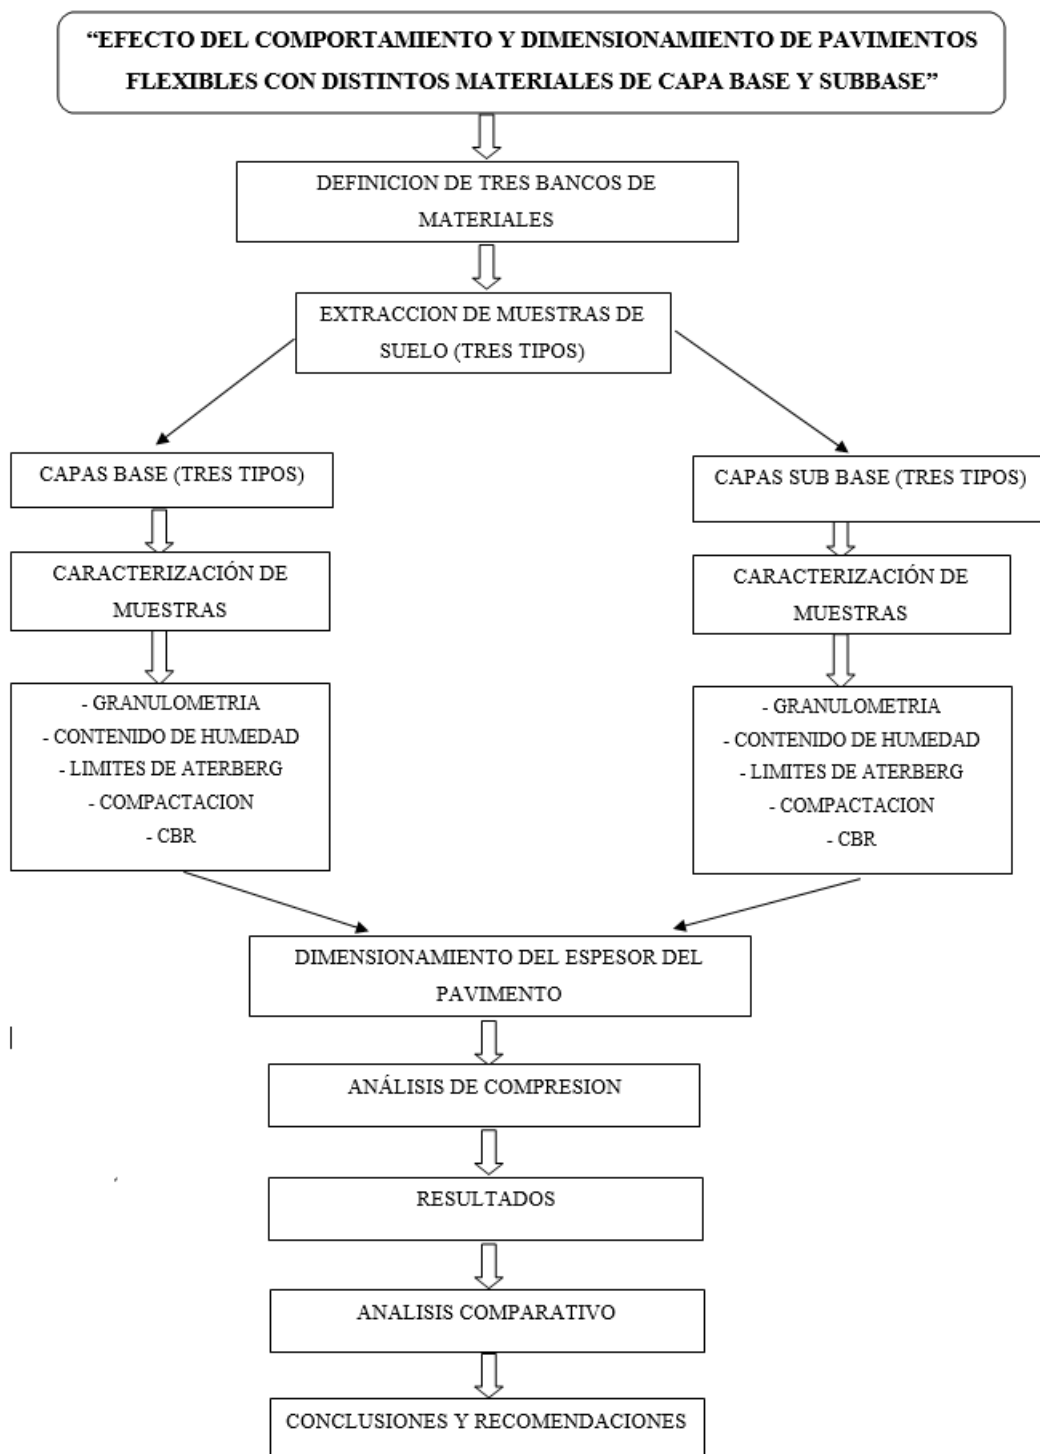 “EFECTO DEL COMPORTAMIENTO Y DIMENSIONAMIENTO DE PAVIMENTOS
FLEXIBLES CON DISTINTOS MATERIALES DE CAPA BASE Y SUBBASE”
DEFINICION DE TRES BANCOS DE
MATERIALES
EXTRACCION DE MUESTRAS DE
SUELO (TRES TIPOS)
CAPAS BASE (TRES TIPOS)
CARACTERIZACIÓN DE
MUESTRAS
- GRANULOMETRIA
- CONTENIDO DE HUMEDAD
- LIMITES DE ATERBERG
- COMPACTACION
- CBR
CAPAS SUB BASE (TRES TIPOS)
CARACTERIZACIÓN DE
MUESTRAS
- GRANULOMETRIA
- CONTENIDO DE HUMEDAD
- LIMITES DE ATERBERG
- COMPACTACION
- CBR
DIMENSIONAMIENTO DEL ESPESOR DEL
PAVIMENTO
ANÁLISIS DE COMPRESION
RESULTADOS
ANALISIS COMPARATIVO
CONCLUSIONES Y RECOMENDACIONES